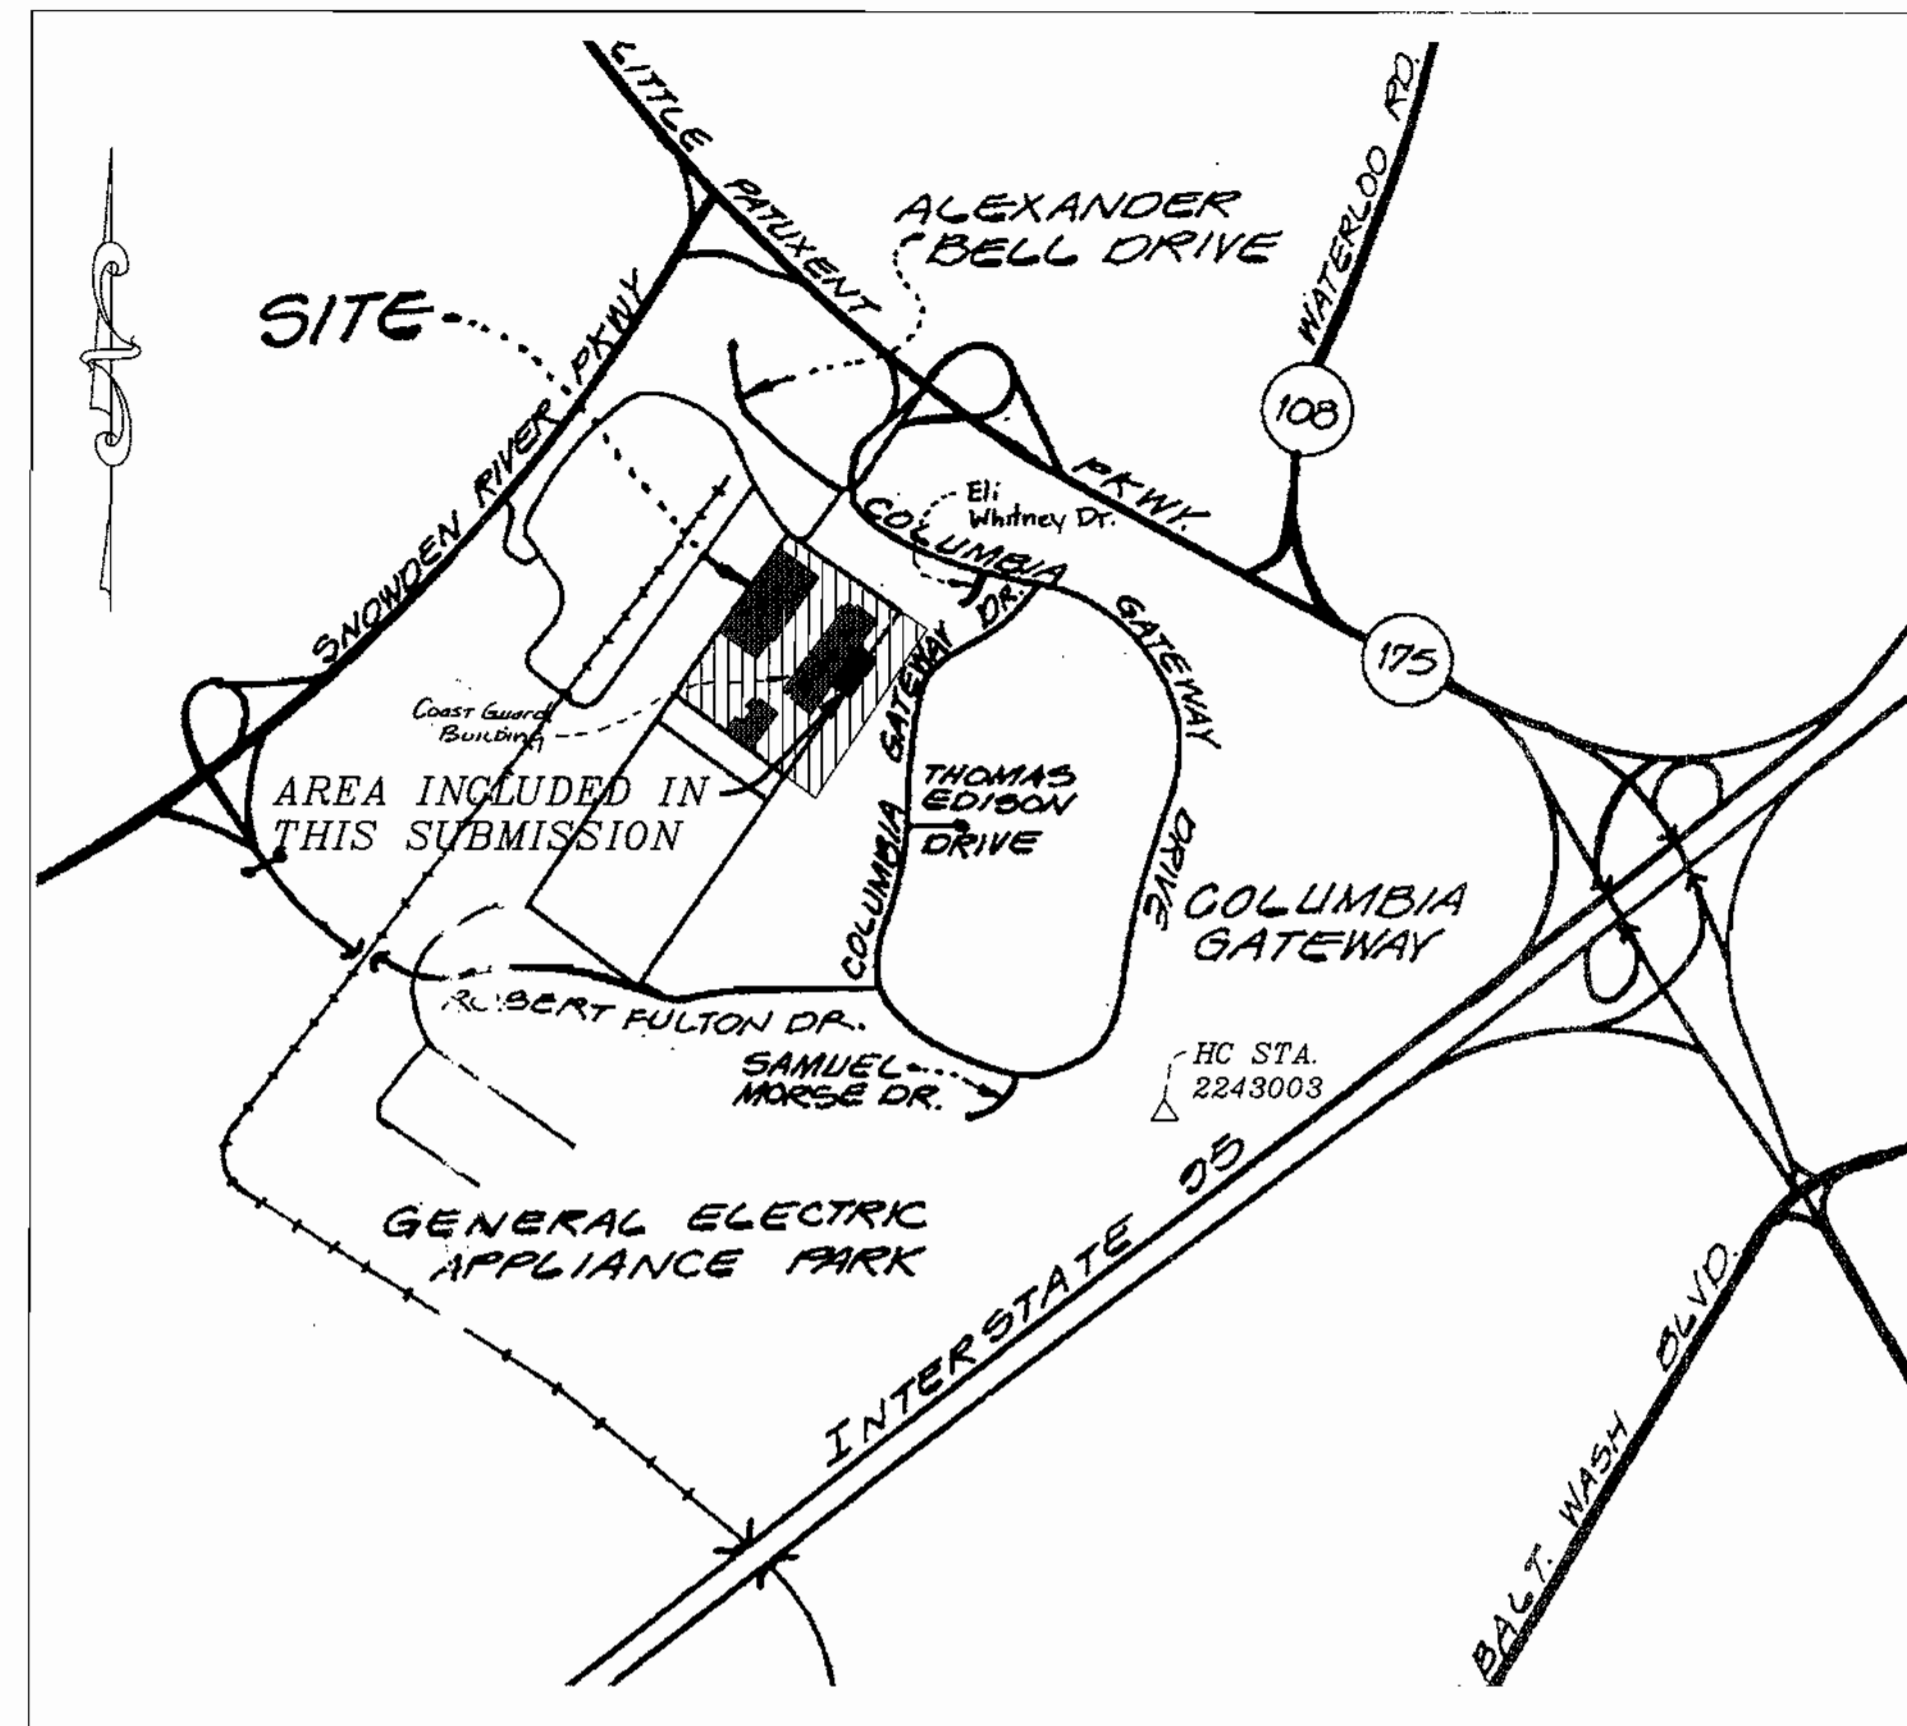 LITTLE PATUXENT PKWY.
WATERLOO RD.
ALEXANDER
BELL DRIVE
SITE
SNOWDEN RIVER PKWY
108
Eli
Whitney Dr.
COLUMBIA GATEWAY DRIVE
175
COLUMBIA GATEWAY DR.
Coast Guard
Building
AREA INCLUDED IN
THIS SUBMISSION
THOMAS
EDISON
DRIVE
COLUMBIA
GATEWAY
ROBERT FULTON DR.
SAMUEL
MORSE DR.
HC STA.
2243003
GENERAL ELECTRIC
APPLIANCE PARK
INTERSTATE 95
BALT. WASH BLVD.